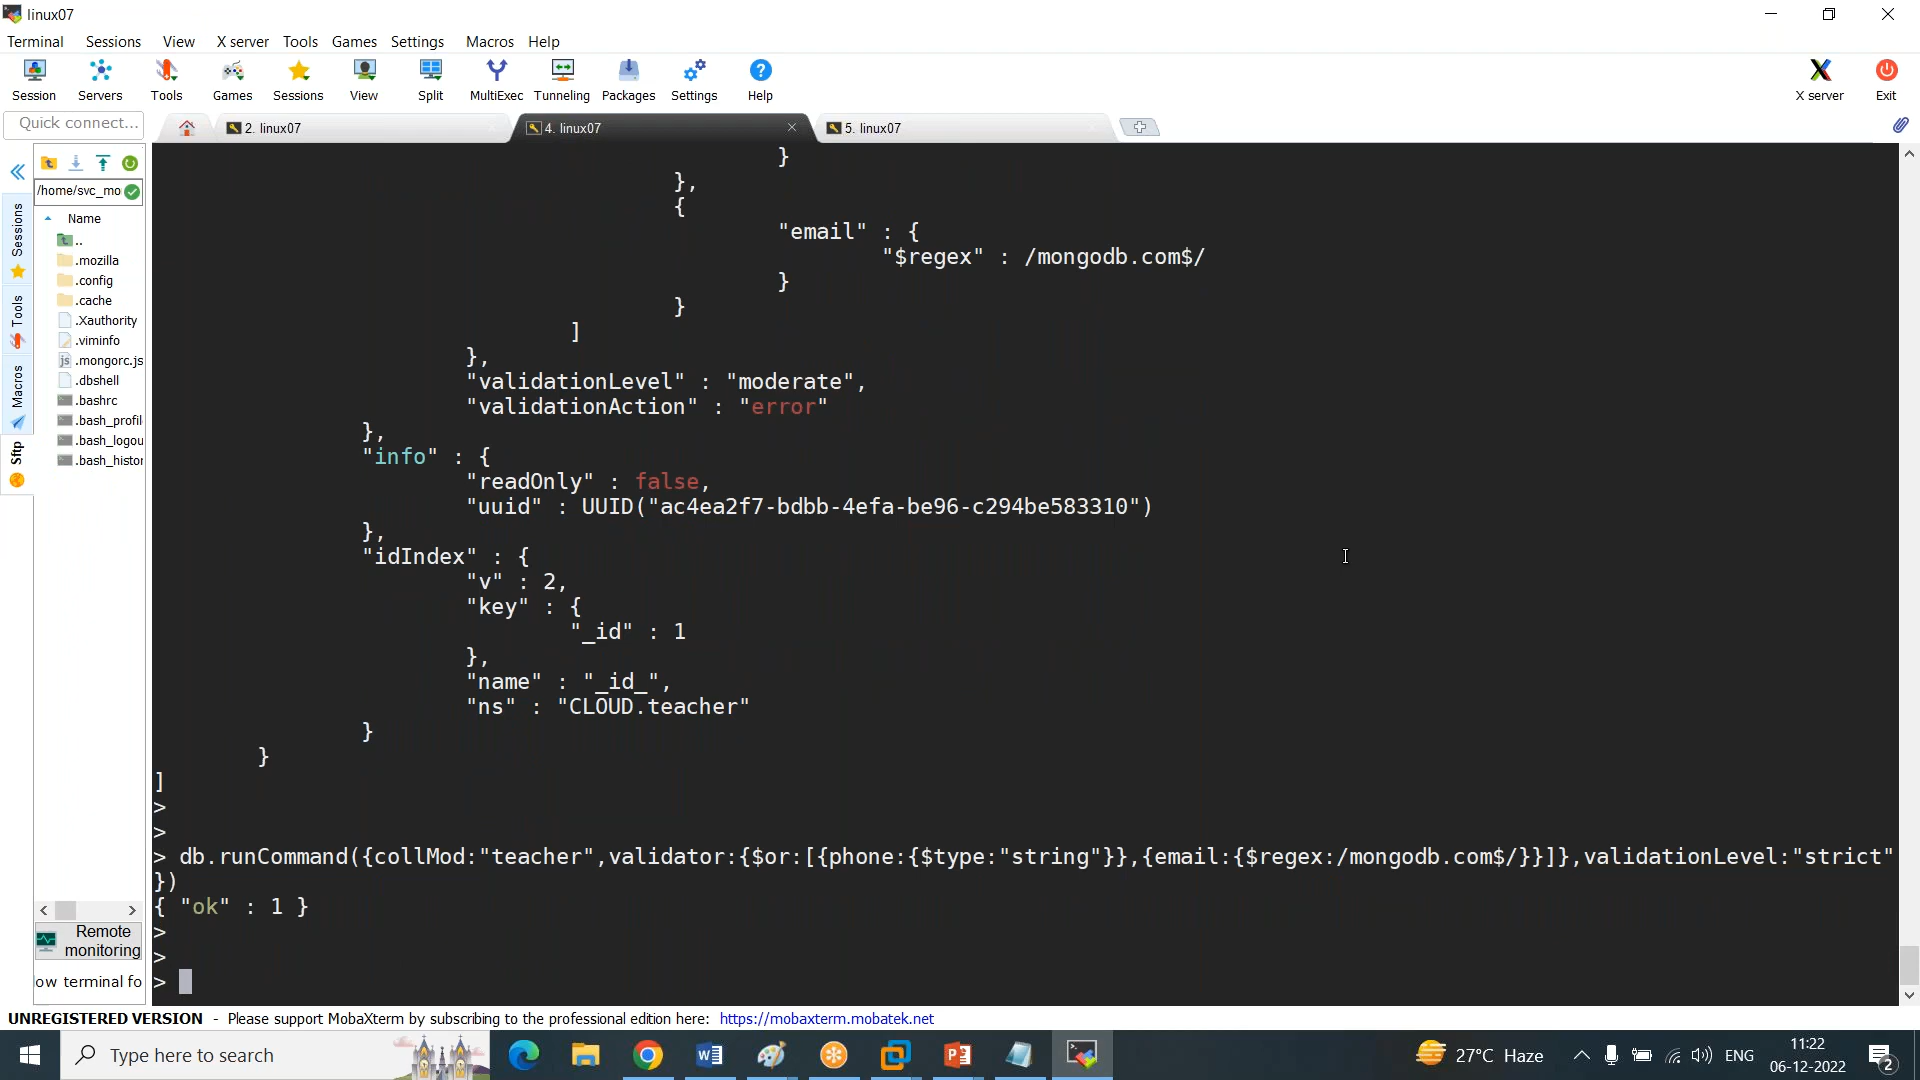 linux07
Terminal Sessions View X server Tools Games Settings Macros Help
Session Servers Tools Games Sessions View Split MultiExec Tunneling Packages Settings Help X server Exit
Quick connect...
2. linux07
4. linux07
5. linux07
/home/svc_mo
Name
..
.mozilla
.config
.cache
.Xauthority
.viminfo
.mongorc.js
.dbshell
.bashrc
.bash_profil
.bash_logou
.bash_histor
Sessions
Tools
Macros
Sftp
Remote
monitoring
ow terminal fo
}
},
{
"email" : {
"$regex" : /mongodb.com$/
}
}
]
},
"validationLevel" : "moderate",
"validationAction" : "error"
},
"info" : {
"readOnly" : false,
"uuid" : UUID("ac4ea2f7-bdbb-4efa-be96-c294be583310")
},
"idIndex" : {
"v" : 2,
"key" : {
"_id" : 1
},
"name" : "_id_",
"ns" : "CLOUD.teacher"
}
}
]
>
>
> db.runCommand({collMod:"teacher",validator:{$or:[{phone:{$type:"string"}},{email:{$regex:/mongodb.com$/}}]},validationLevel:"strict"
})
{ "ok" : 1 }
>
>
>
UNREGISTERED VERSION - Please support MobaXterm by subscribing to the professional edition here: https://mobaxterm.mobatek.net
Type here to search
27°C Haze
ENG
11:22
06-12-2022
2